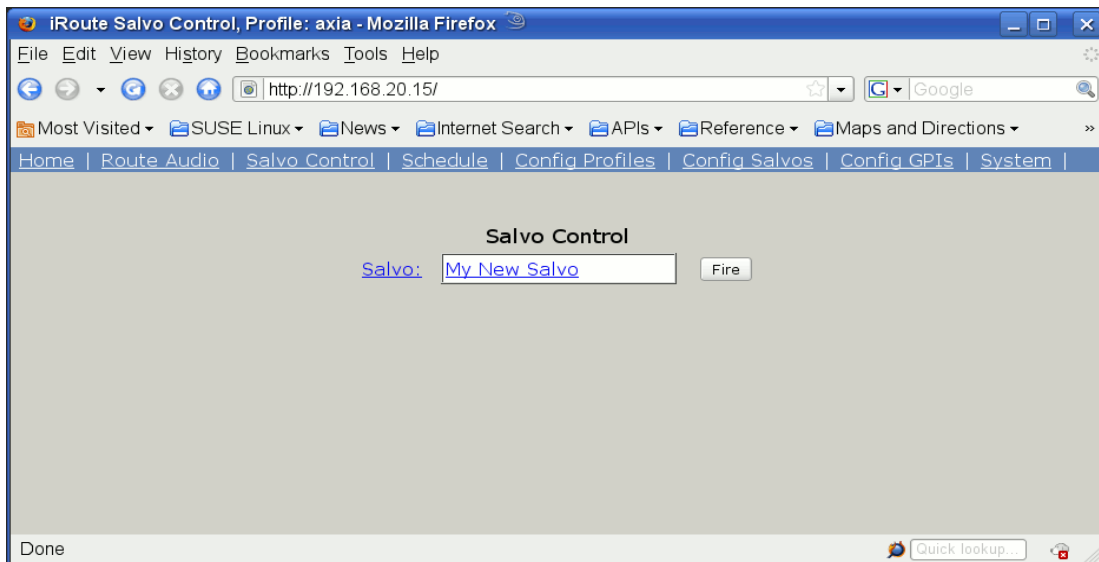 iRoute Salvo Control, Profile: axia - Mozilla Firefox
File Edit View History Bookmarks Tools Help
http://192.168.20.15/ G Google
Most Visited SUSE Linux News Internet Search APIs Reference Maps and Directions »
Home | Route Audio | Salvo Control | Schedule | Config Profiles | Config Salvos | Config GPIs | System |
Salvo Control
Salvo: My New Salvo Fire
Done Quick lookup...